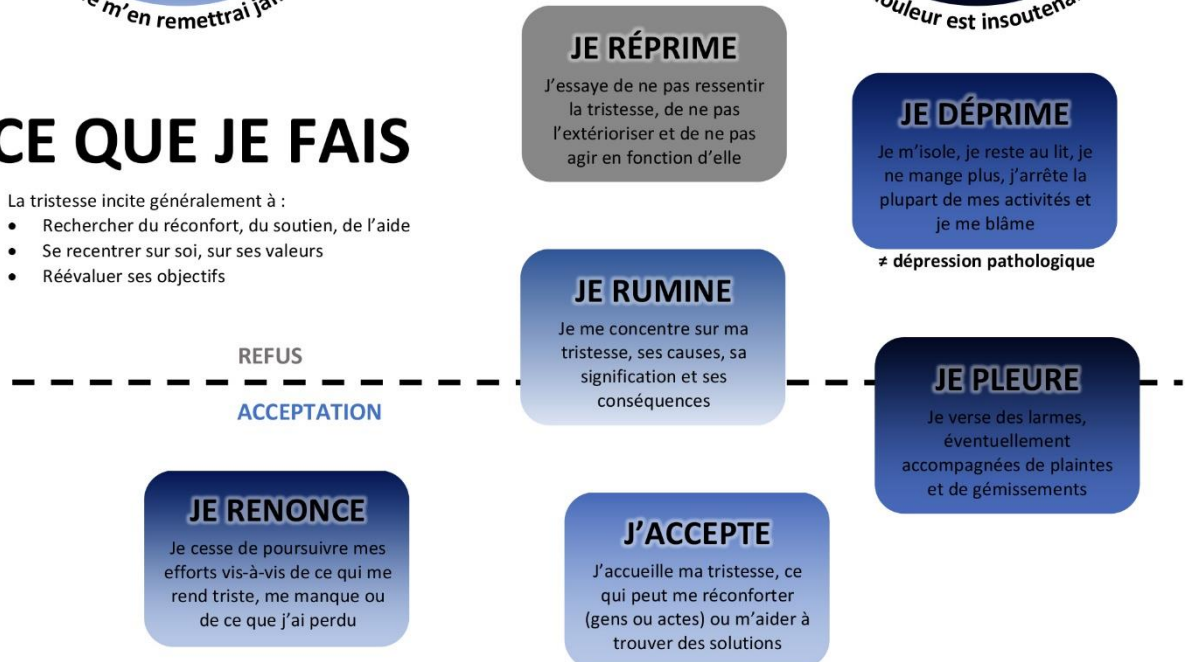 m'en remettrai
est insoutena
JE RÉPRIME
J'essaye de ne pas ressentir
la tristesse, de ne pas
l'extérioriser et de ne pas
agir en fonction d'elle
JE DÉPRIME
Je m'isole, je reste au lit, je
ne mange plus, j'arrête la
plupart de mes activités et
je me blâme
≠ dépression pathologique
CE QUE JE FAIS
La tristesse incite généralement à :
• Rechercher du réconfort, du soutien, de l'aide
• Se recentrer sur soi, sur ses valeurs
• Réévaluer ses objectifs
JE RUMINE
Je me concentre sur ma
tristesse, ses causes, sa
signification et ses
conséquences
REFUS
ACCEPTATION
JE PLEURE
Je verse des larmes,
éventuellement
accompagnées de plaintes
et de gémissements
JE RENONCE
Je cesse de poursuivre mes
efforts vis-à-vis de ce qui me
rend triste, me manque ou
de ce que j'ai perdu
J'ACCEPTE
J'accueille ma tristesse, ce
qui peut me réconforter
(gens ou actes) ou m'aider à
trouver des solutions